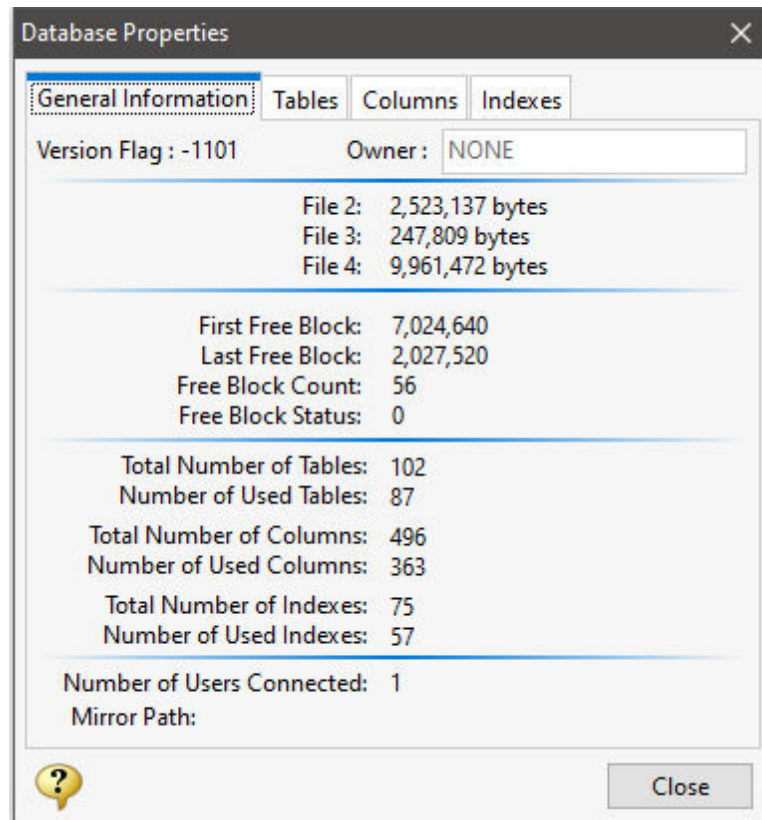 Database Properties
General Information Tables Columns Indexes
Version Flag : -1101 Owner : NONE
File 2: 2,523,137 bytes
File 3: 247,809 bytes
File 4: 9,961,472 bytes
First Free Block: 7,024,640
Last Free Block: 2,027,520
Free Block Count: 56
Free Block Status: 0
Total Number of Tables: 102
Number of Used Tables: 87
Total Number of Columns: 496
Number of Used Columns: 363
Total Number of Indexes: 75
Number of Used Indexes: 57
Number of Users Connected: 1
Mirror Path:
?
Close